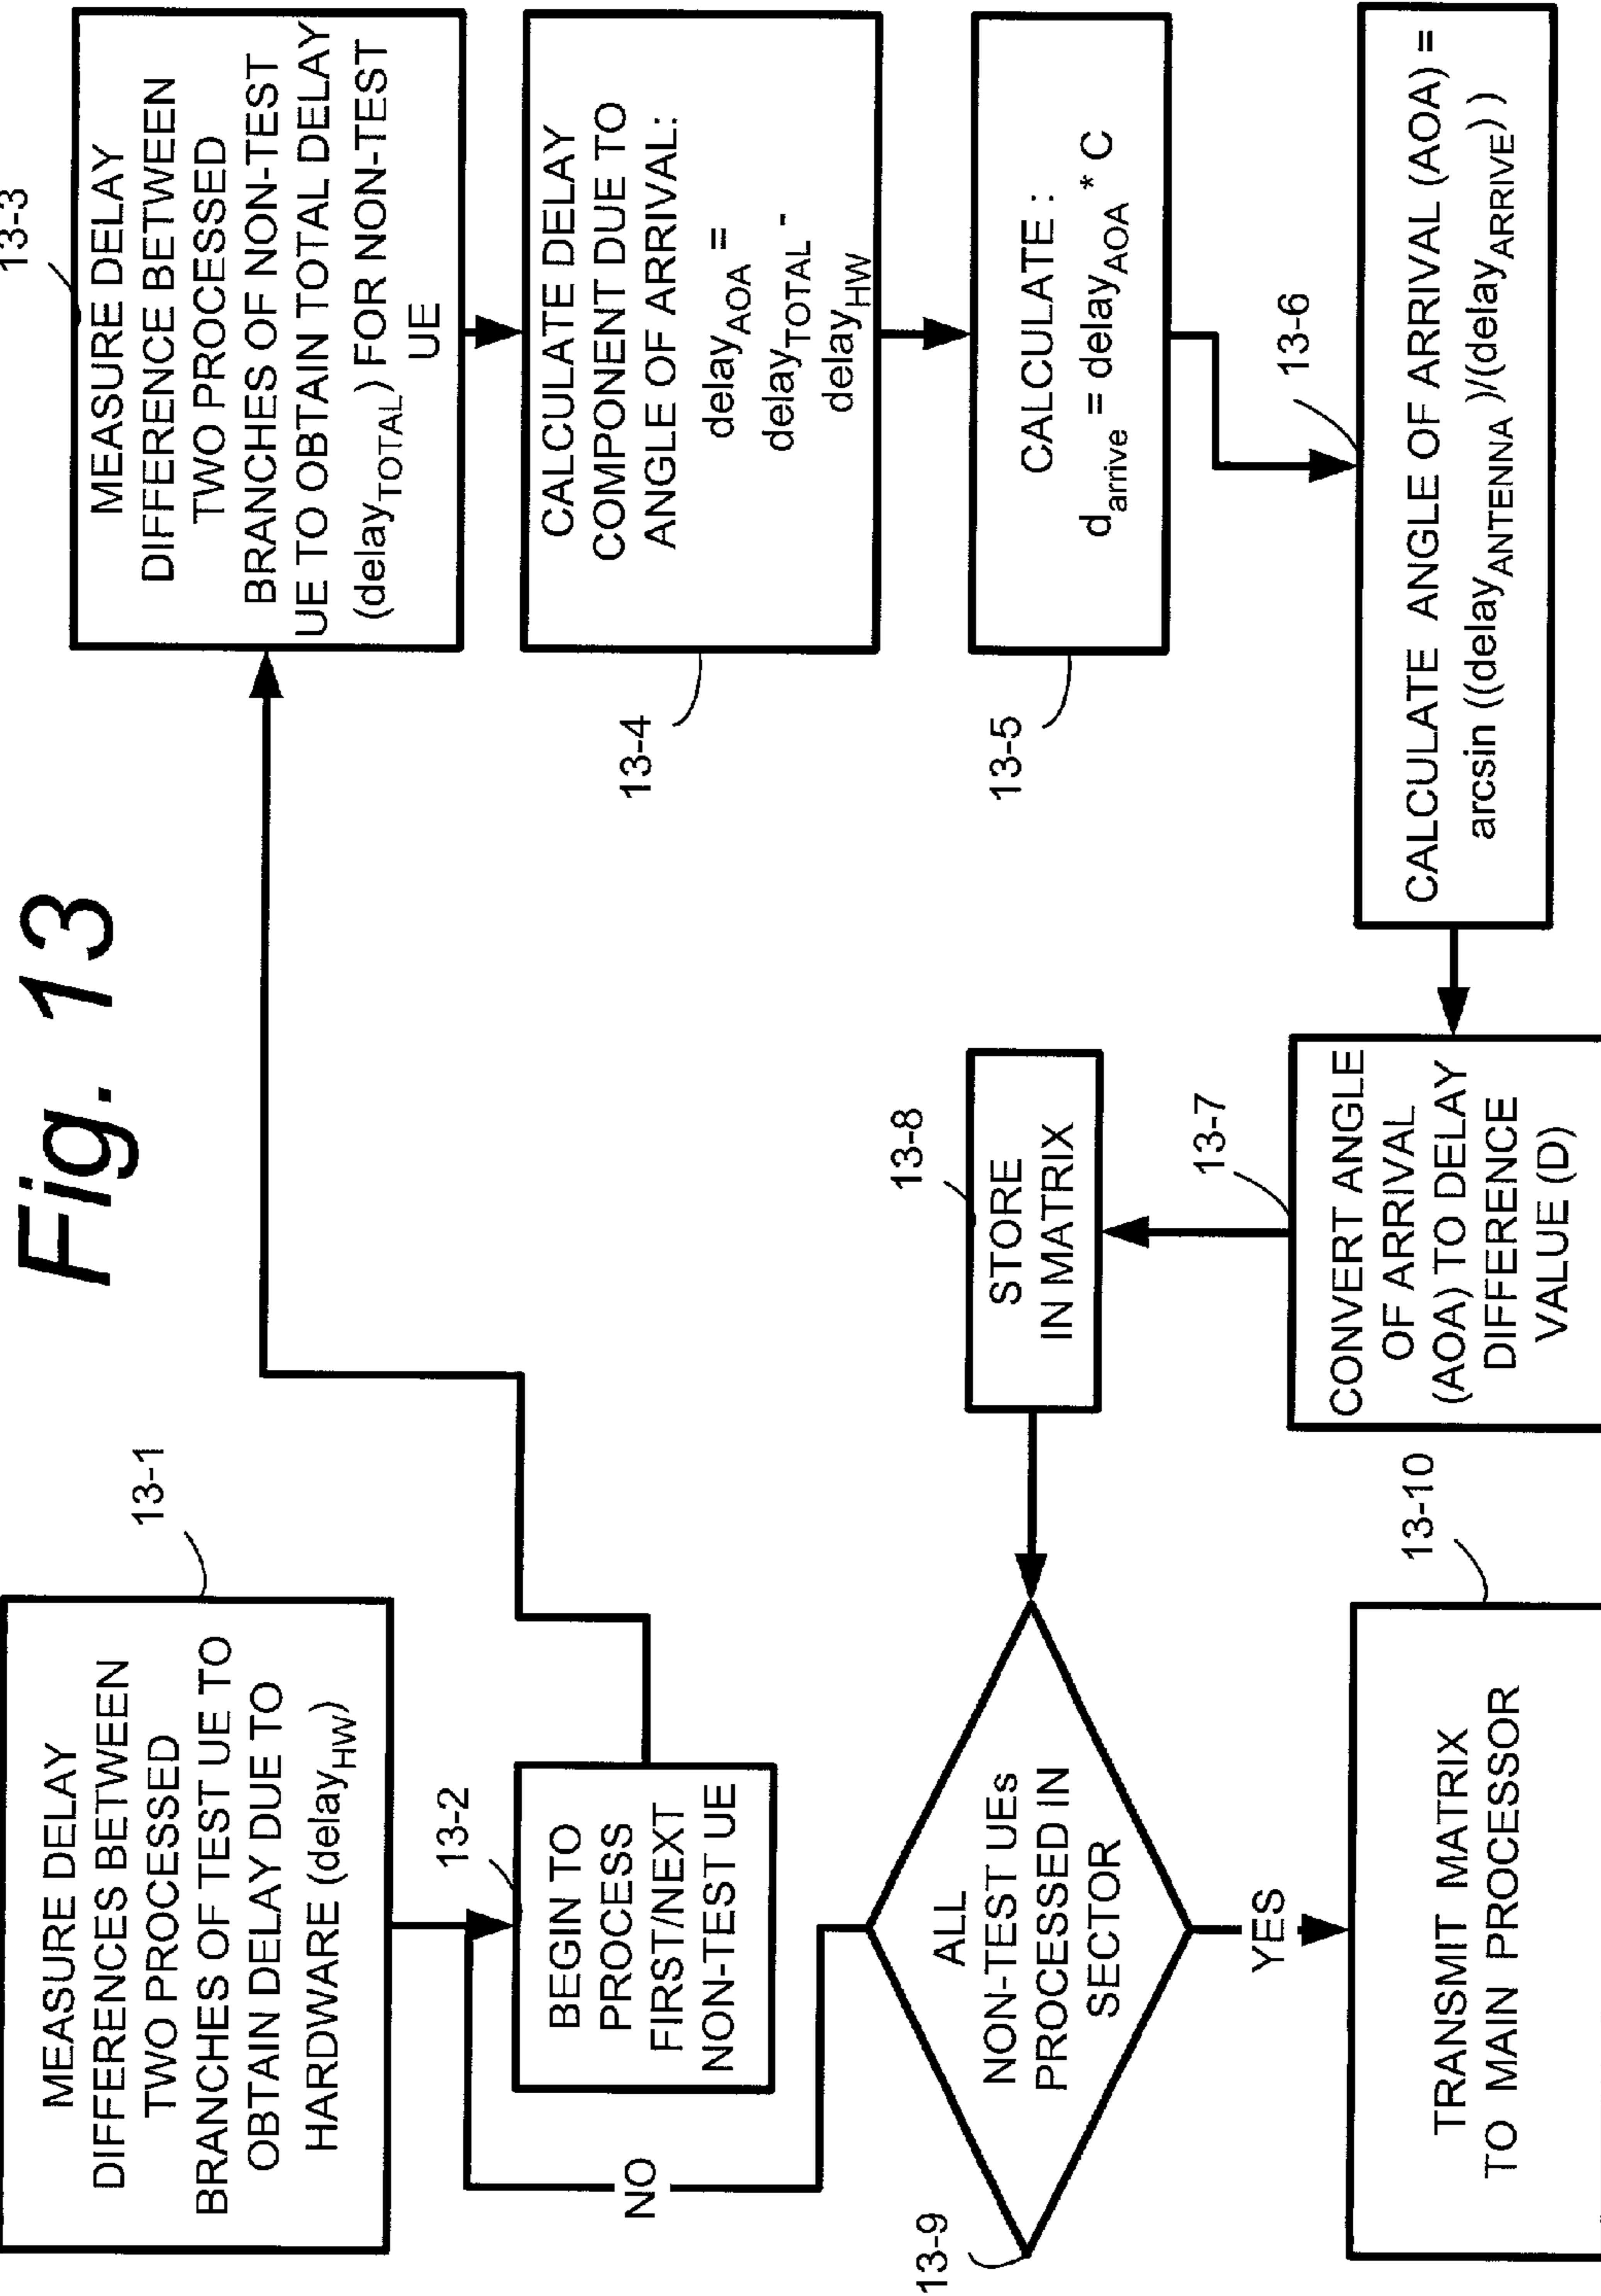 Fig. 13
13-1
MEASURE DELAY
DIFFERENCES BETWEEN
TWO PROCESSED
BRANCHES OF TEST UE TO
OBTAIN DELAY DUE TO
HARDWARE (delayHW)
13-2
BEGIN TO
PROCESS
FIRST/NEXT
NON-TEST UE
13-3
MEASURE DELAY
DIFFERENCE BETWEEN
TWO PROCESSED
BRANCHES OF NON-TEST
UE TO OBTAIN TOTAL DELAY
(delayTOTAL) FOR NON-TEST
UE
13-4
CALCULATE DELAY
COMPONENT DUE TO
ANGLE OF ARRIVAL:
delayAOA =
delayTOTAL -
delayHW
13-5
CALCULATE :
darrive = delayAOA * C
13-6
CALCULATE ANGLE OF ARRIVAL (AOA) =
arcsin ((delayANTENNA )/(delayARRIVE) )
13-7
CONVERT ANGLE
OF ARRIVAL
(AOA) TO DELAY
DIFFERENCE
VALUE (D)
13-8
STORE
IN MATRIX
13-9
ALL
NON-TEST UEs
PROCESSED IN
SECTOR
NO
YES
13-10
TRANSMIT MATRIX
TO MAIN PROCESSOR